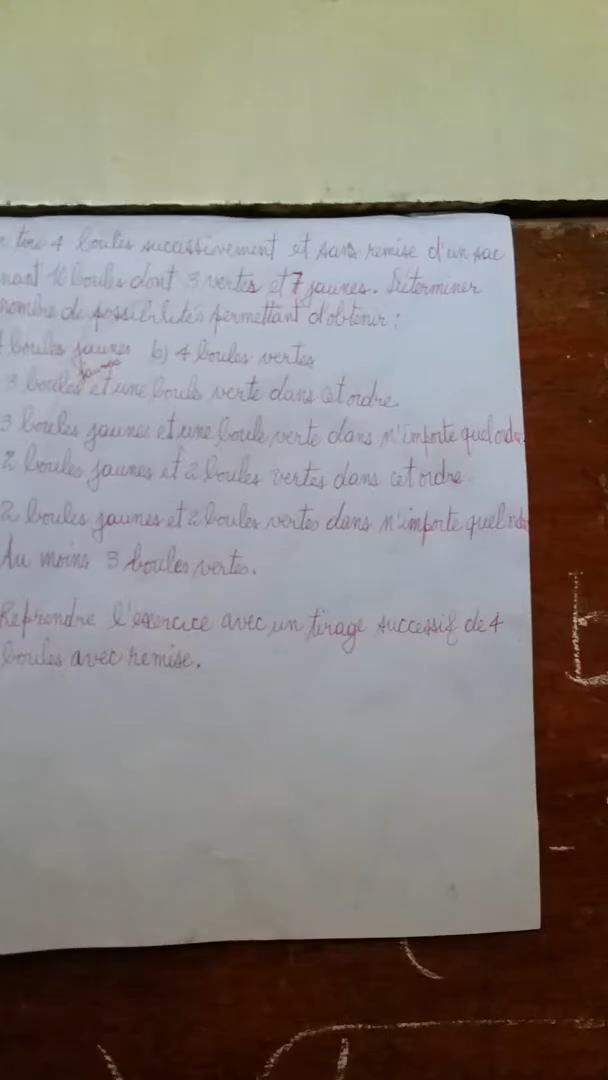 tire 4 boules successivement et sans remise d'un sac
nant 10 boules dont 3 vertes et 7 jaunes. Déterminer
nombre de possibilités permettant d'obtenir :
boules jaunes b) 4 boules vertes
jaunes
3 boules et une boule verte dans cet ordre
3 boules jaunes et une boule verte dans n'importe quel ordre.
2 boules jaunes et 2 boules vertes dans cet ordre
2 boules jaunes et 2 boules vertes dans n'importe quel ordre
Au moins 3 boules vertes.
Reprendre l'exercice avec un tirage successif de 4
boules avec remise.